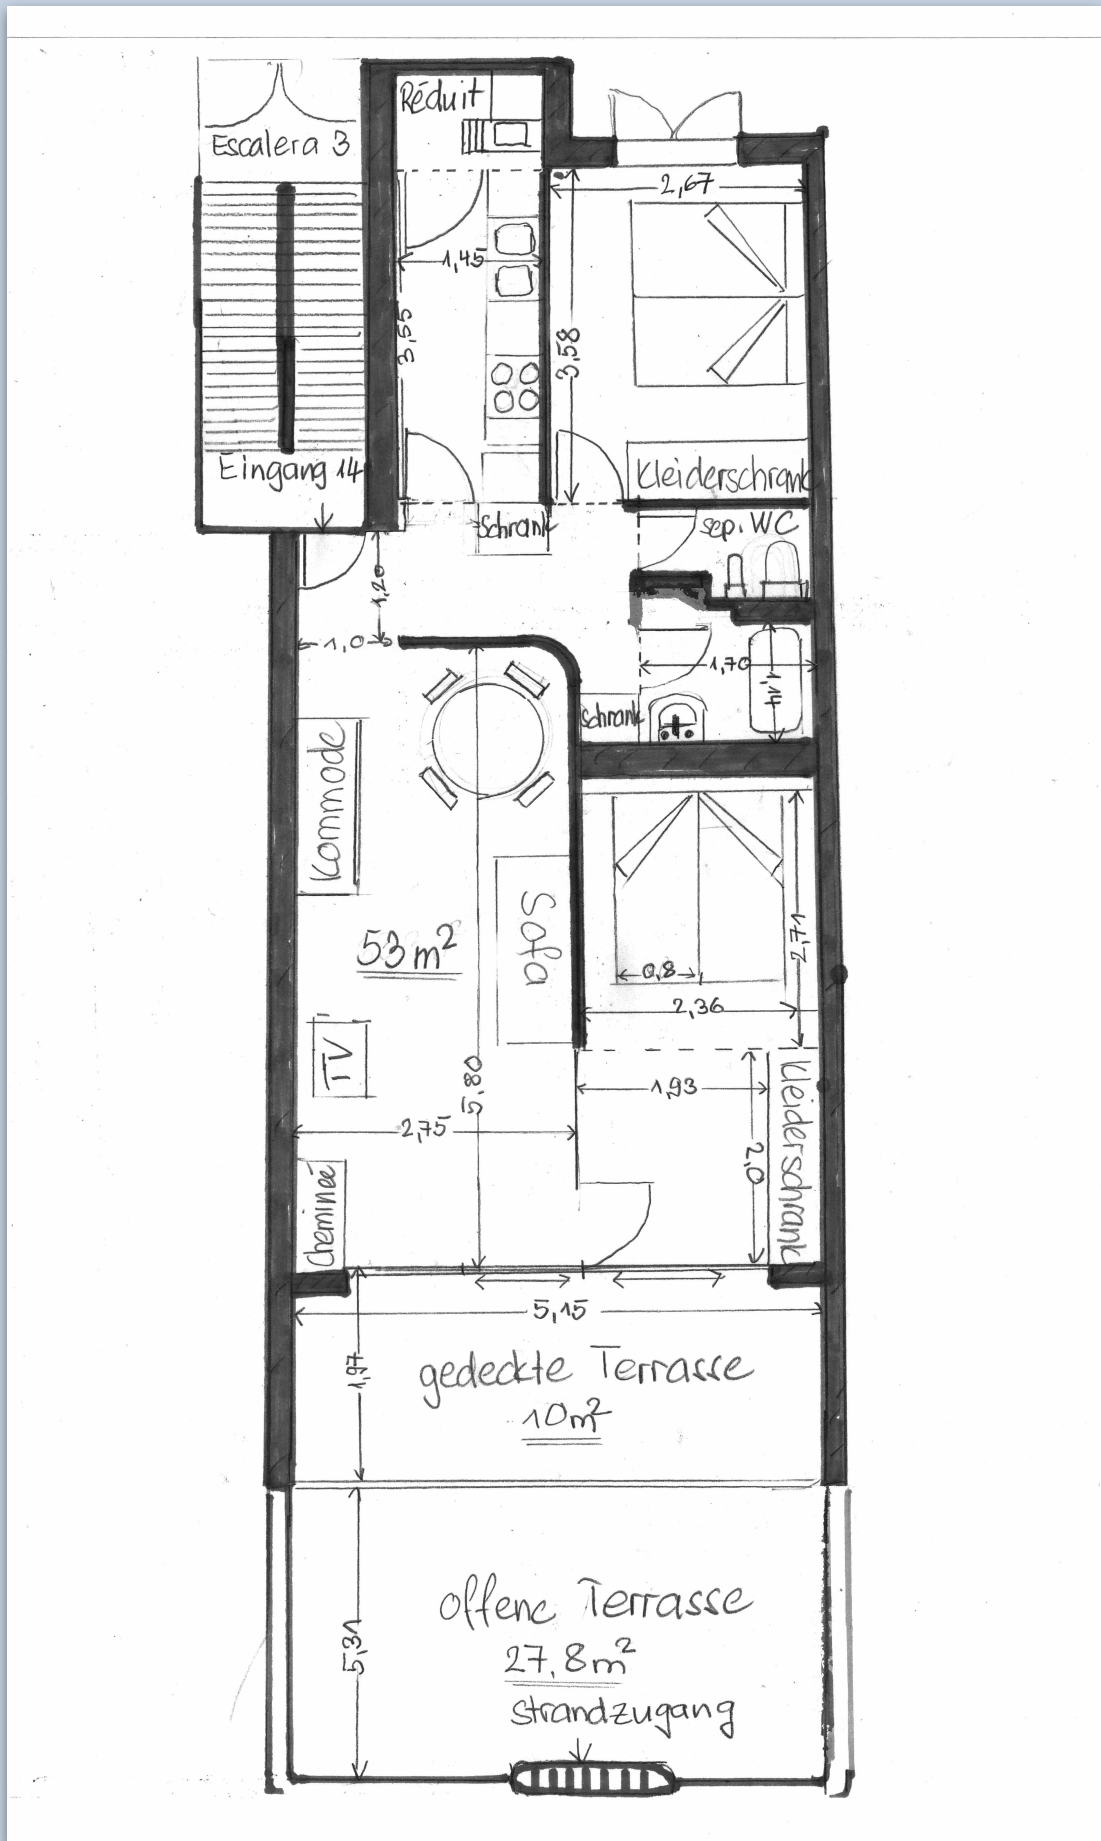 Réduit
Escalera 3
2,67
1,45
3,55
3,58
Eingang 14
Kleiderschrank
Schrank
sep. WC
1,20
1,0
1,70
1,14
Schrank
Kommode
53 m²
Sofa
0,8
2,71
2,36
TV
5,80
1,93
2,75
2,0
Kleiderschrank
Chemineé
5,15
1,97
gedeckte Terrasse
10 m²
offene Terrasse
27,8 m²
5,31
Strandzugang